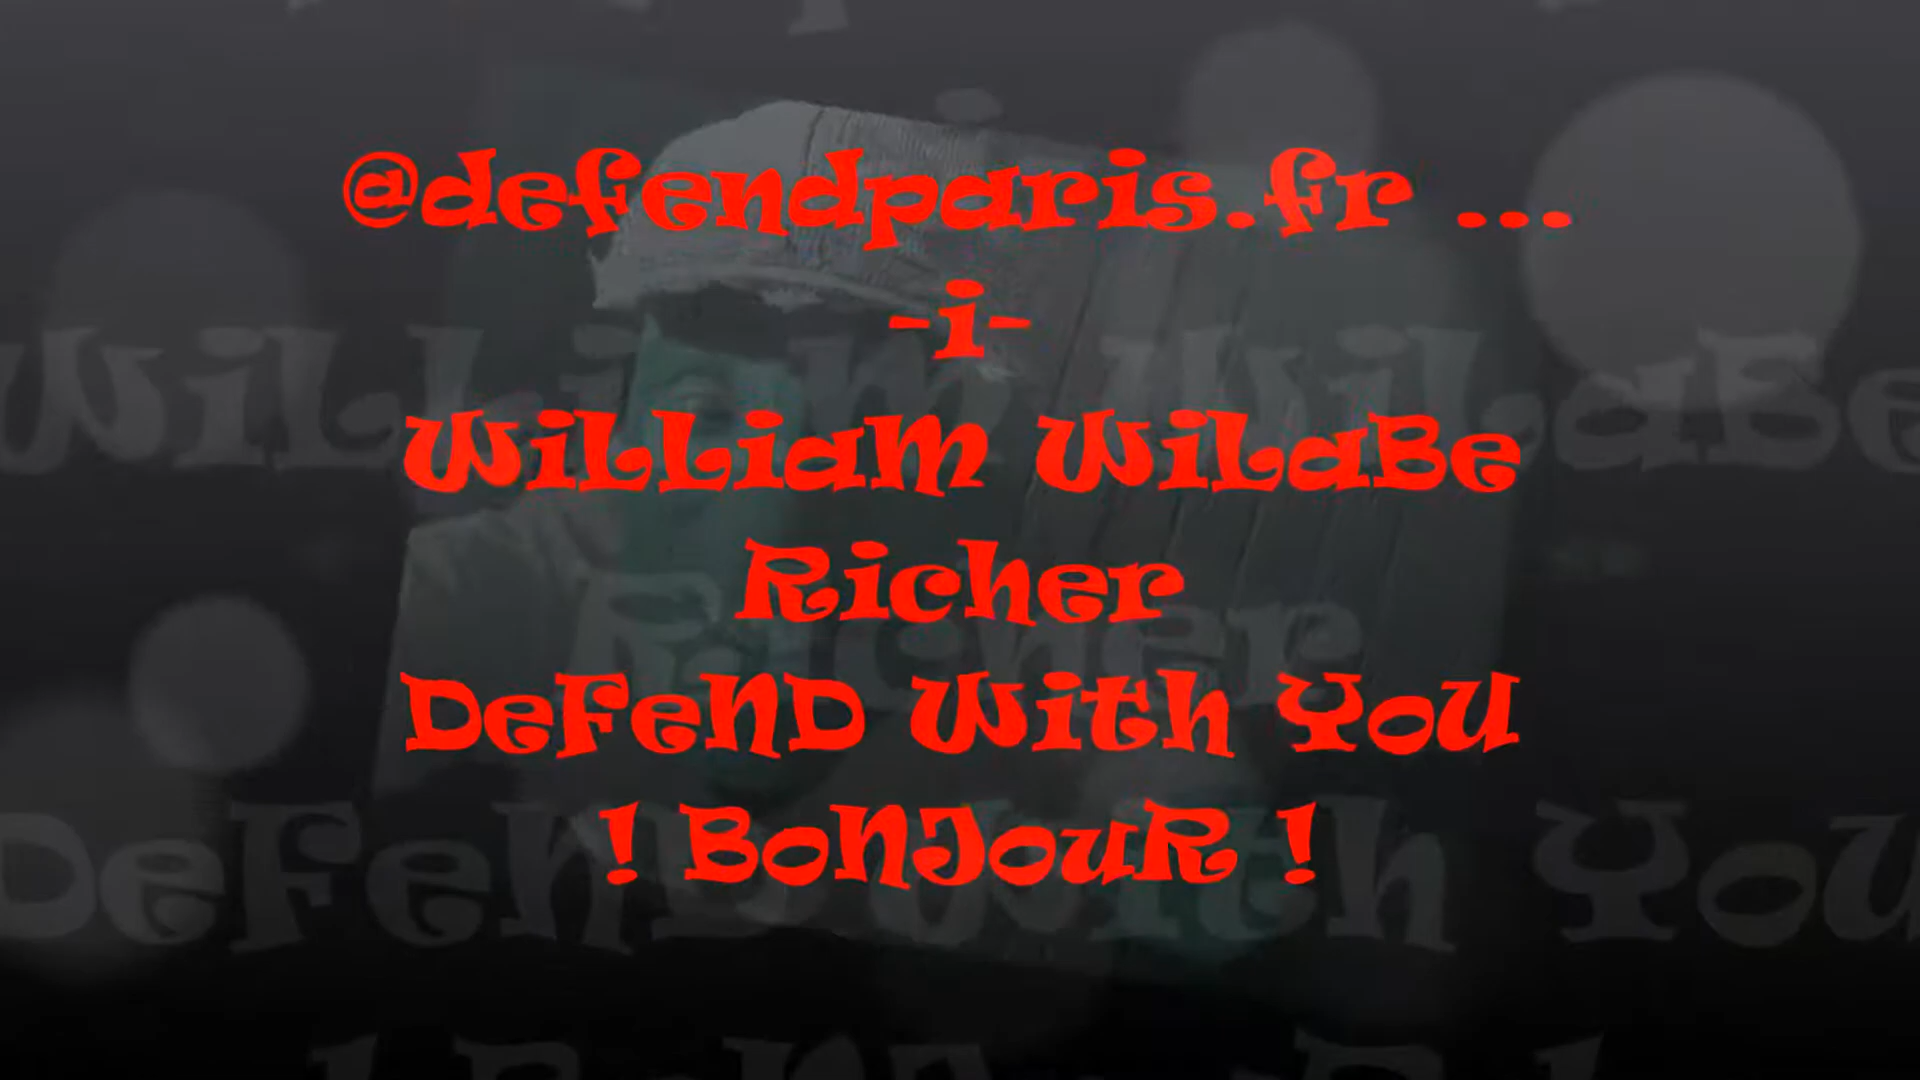 @defendparis.fr ...
-i-
WiLLiaM WiLaBe
Richer
DeFeND With YoU
! BoNJouR !